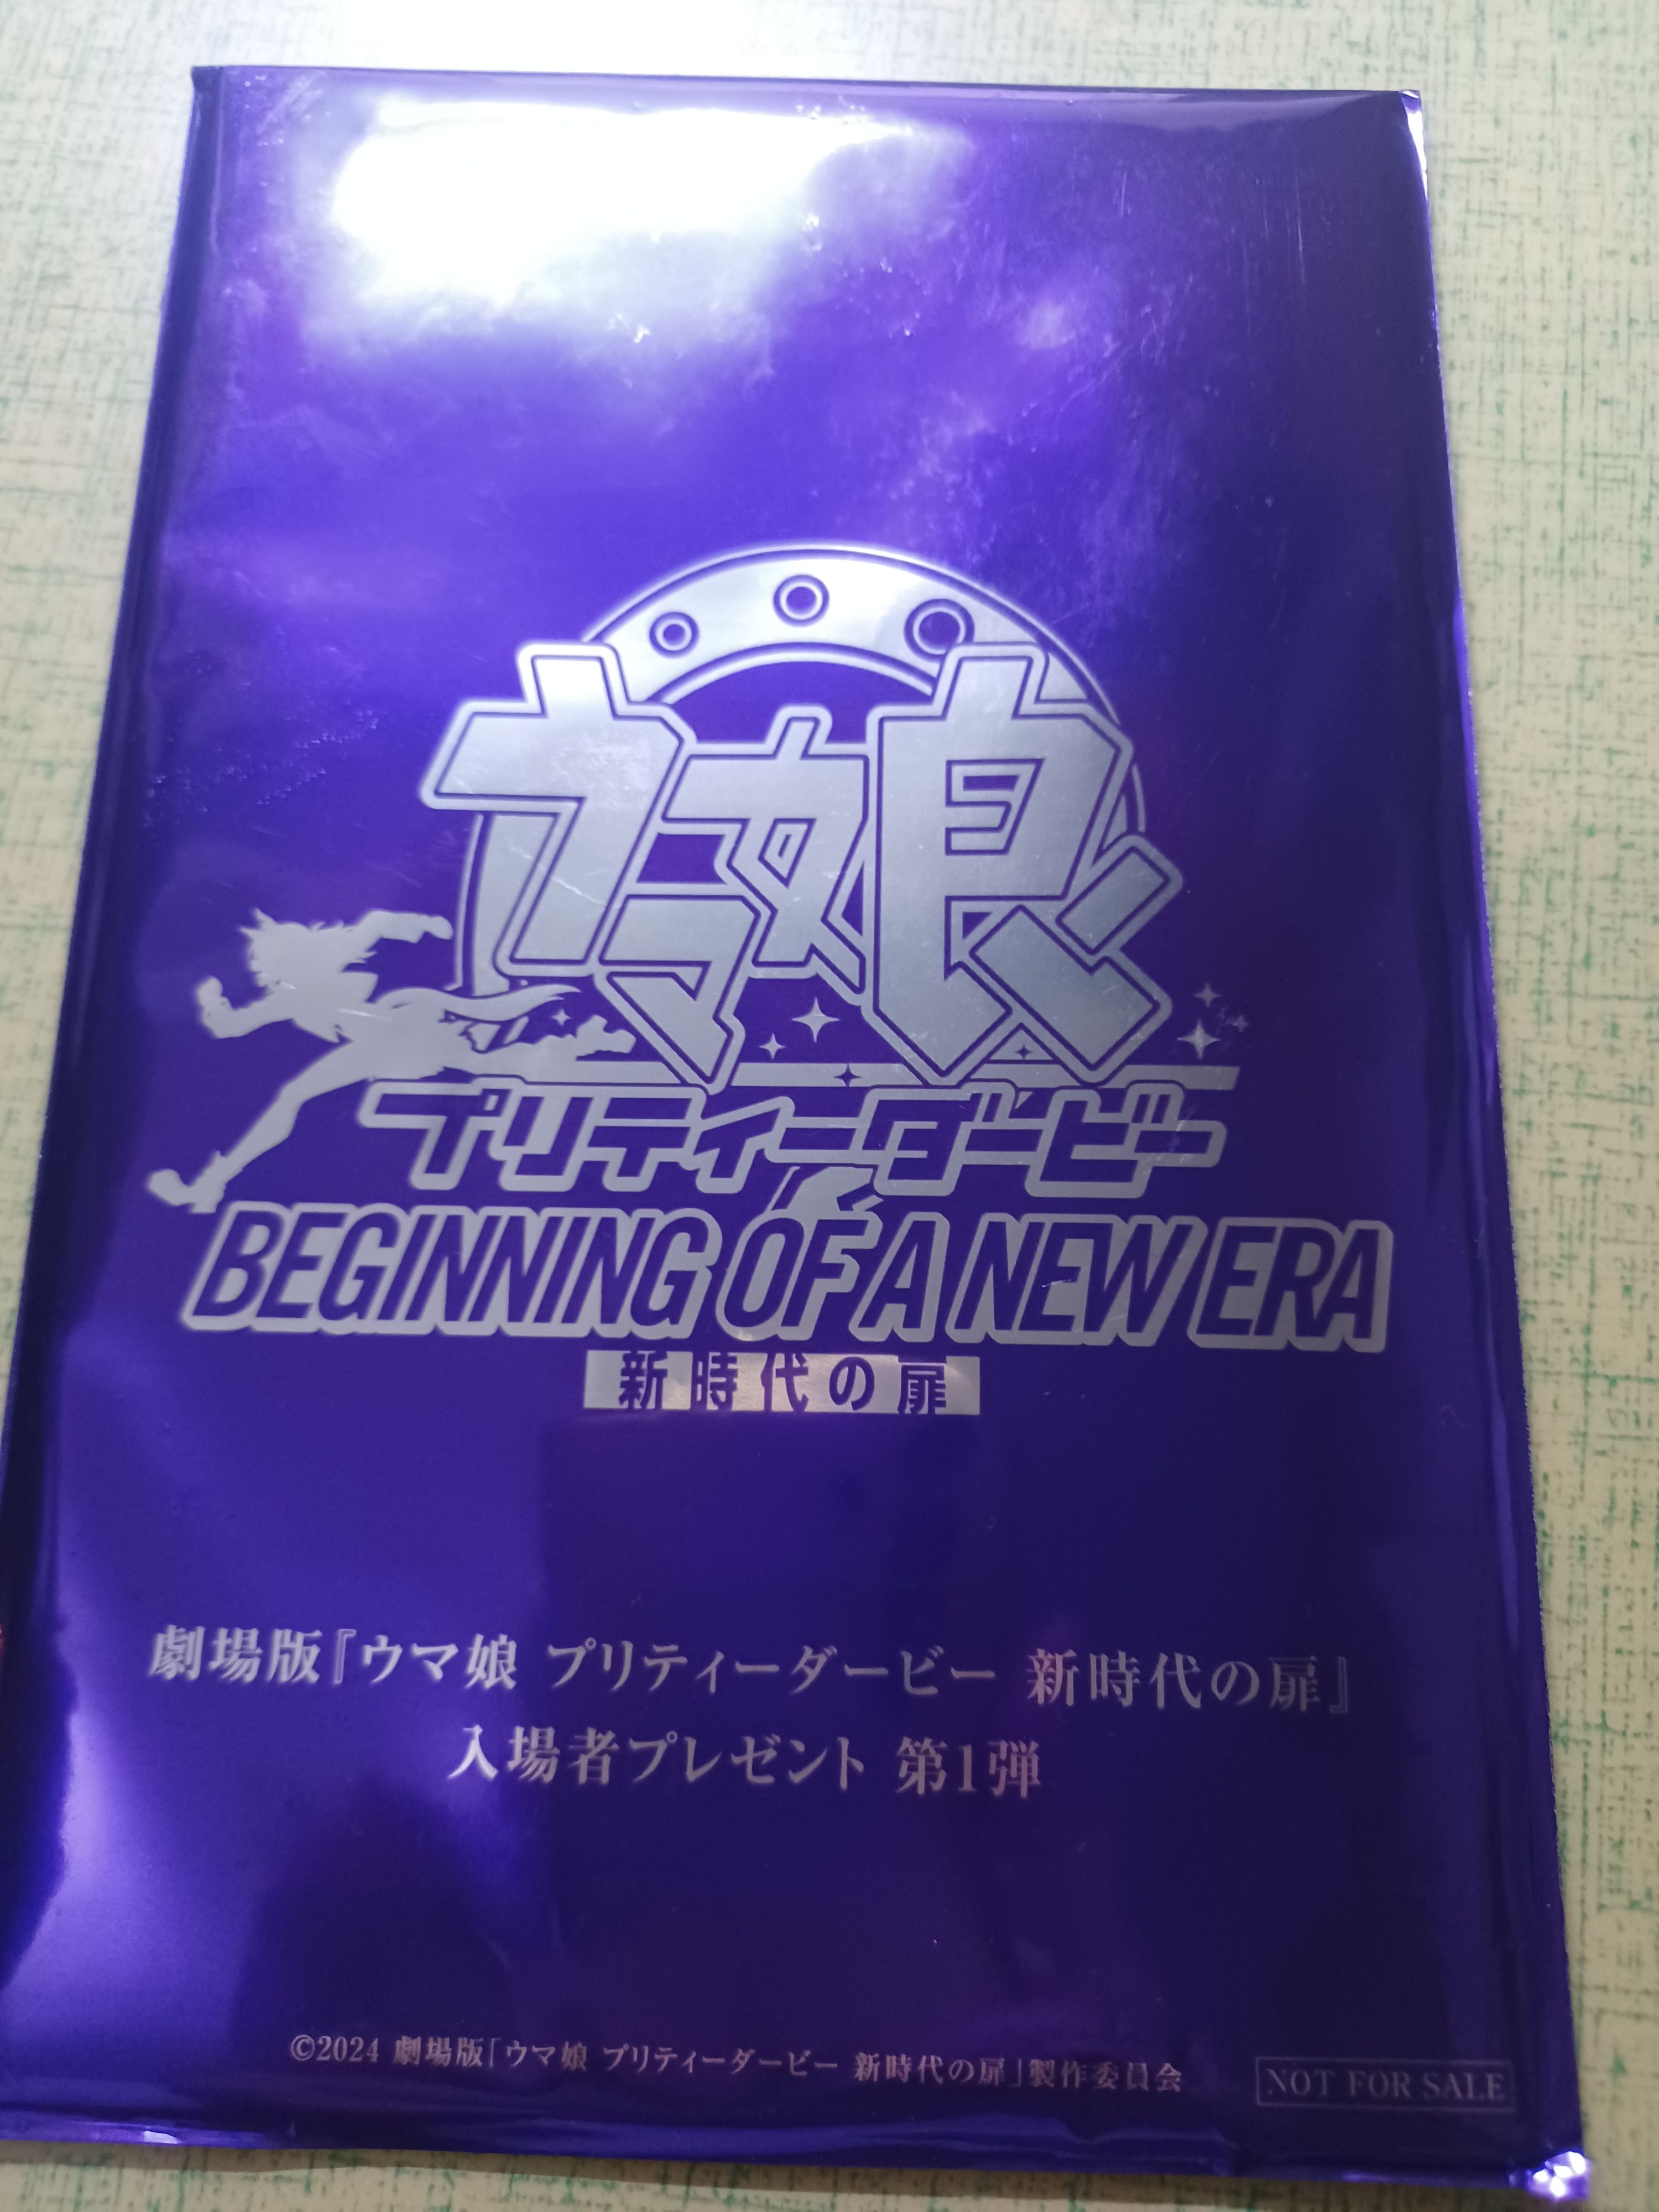 ウマ娘
プリティーダービー
BEGINNING OF A NEW ERA
新時代の扉
劇場版『ウマ娘 プリティーダービー 新時代の扉』
入場者プレゼント 第1弾
©2024 劇場版「ウマ娘 プリティーダービー 新時代の扉」製作委員会
NOT FOR SALE